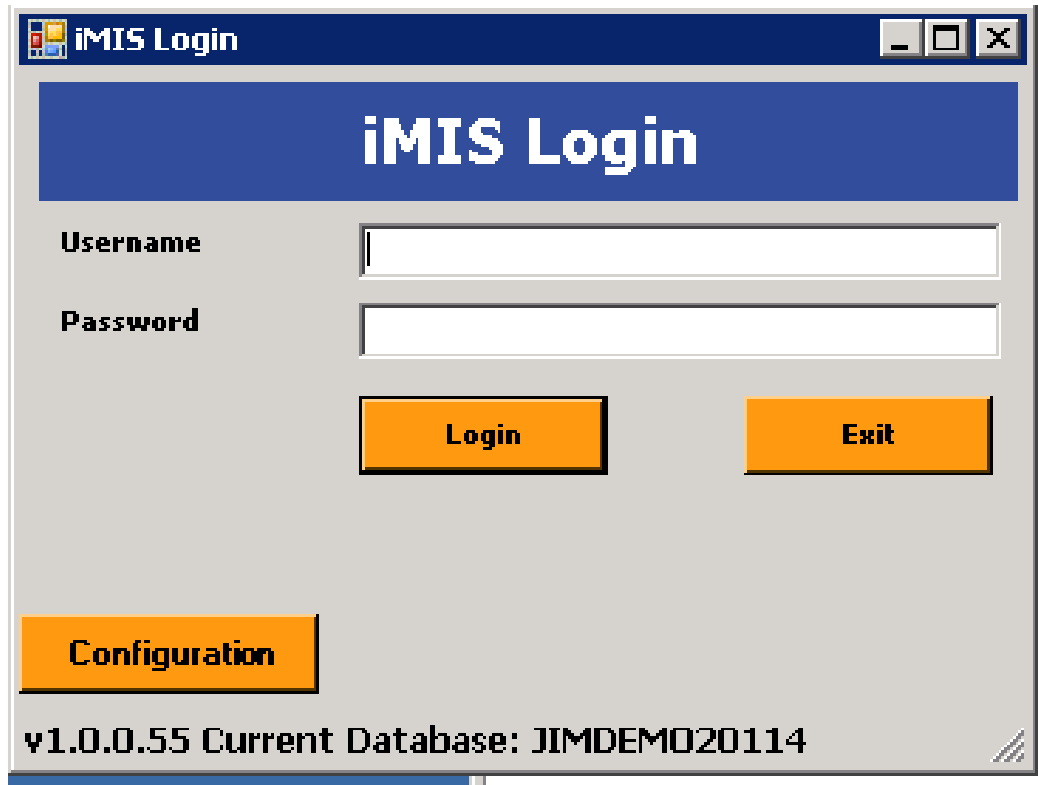 iMIS Login
iMIS Login
Username
Password
Login Exit
Configuration
v1.0.0.55 Current Database: JIMDEMO20114